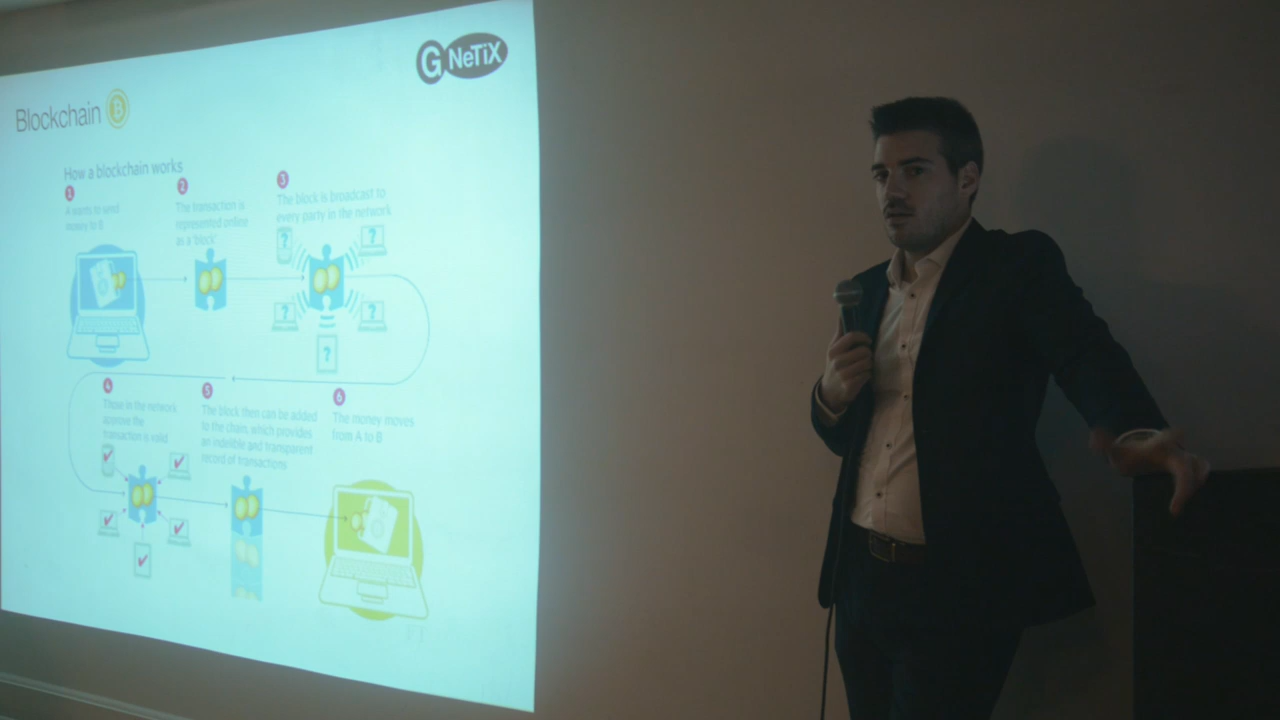 G NeTiX
Blockchain
How a blockchain works
1
A wants to send
money to B
2
The transaction is
represented online
as a 'block'
3
The block is broadcast to
every party in the network
? ?
? ?
?
4
Those in the network
approve the
transaction is valid
5
The block then can be added
to the chain, which provides
an indelible and transparent
record of transactions
6
The money moves
from A to B